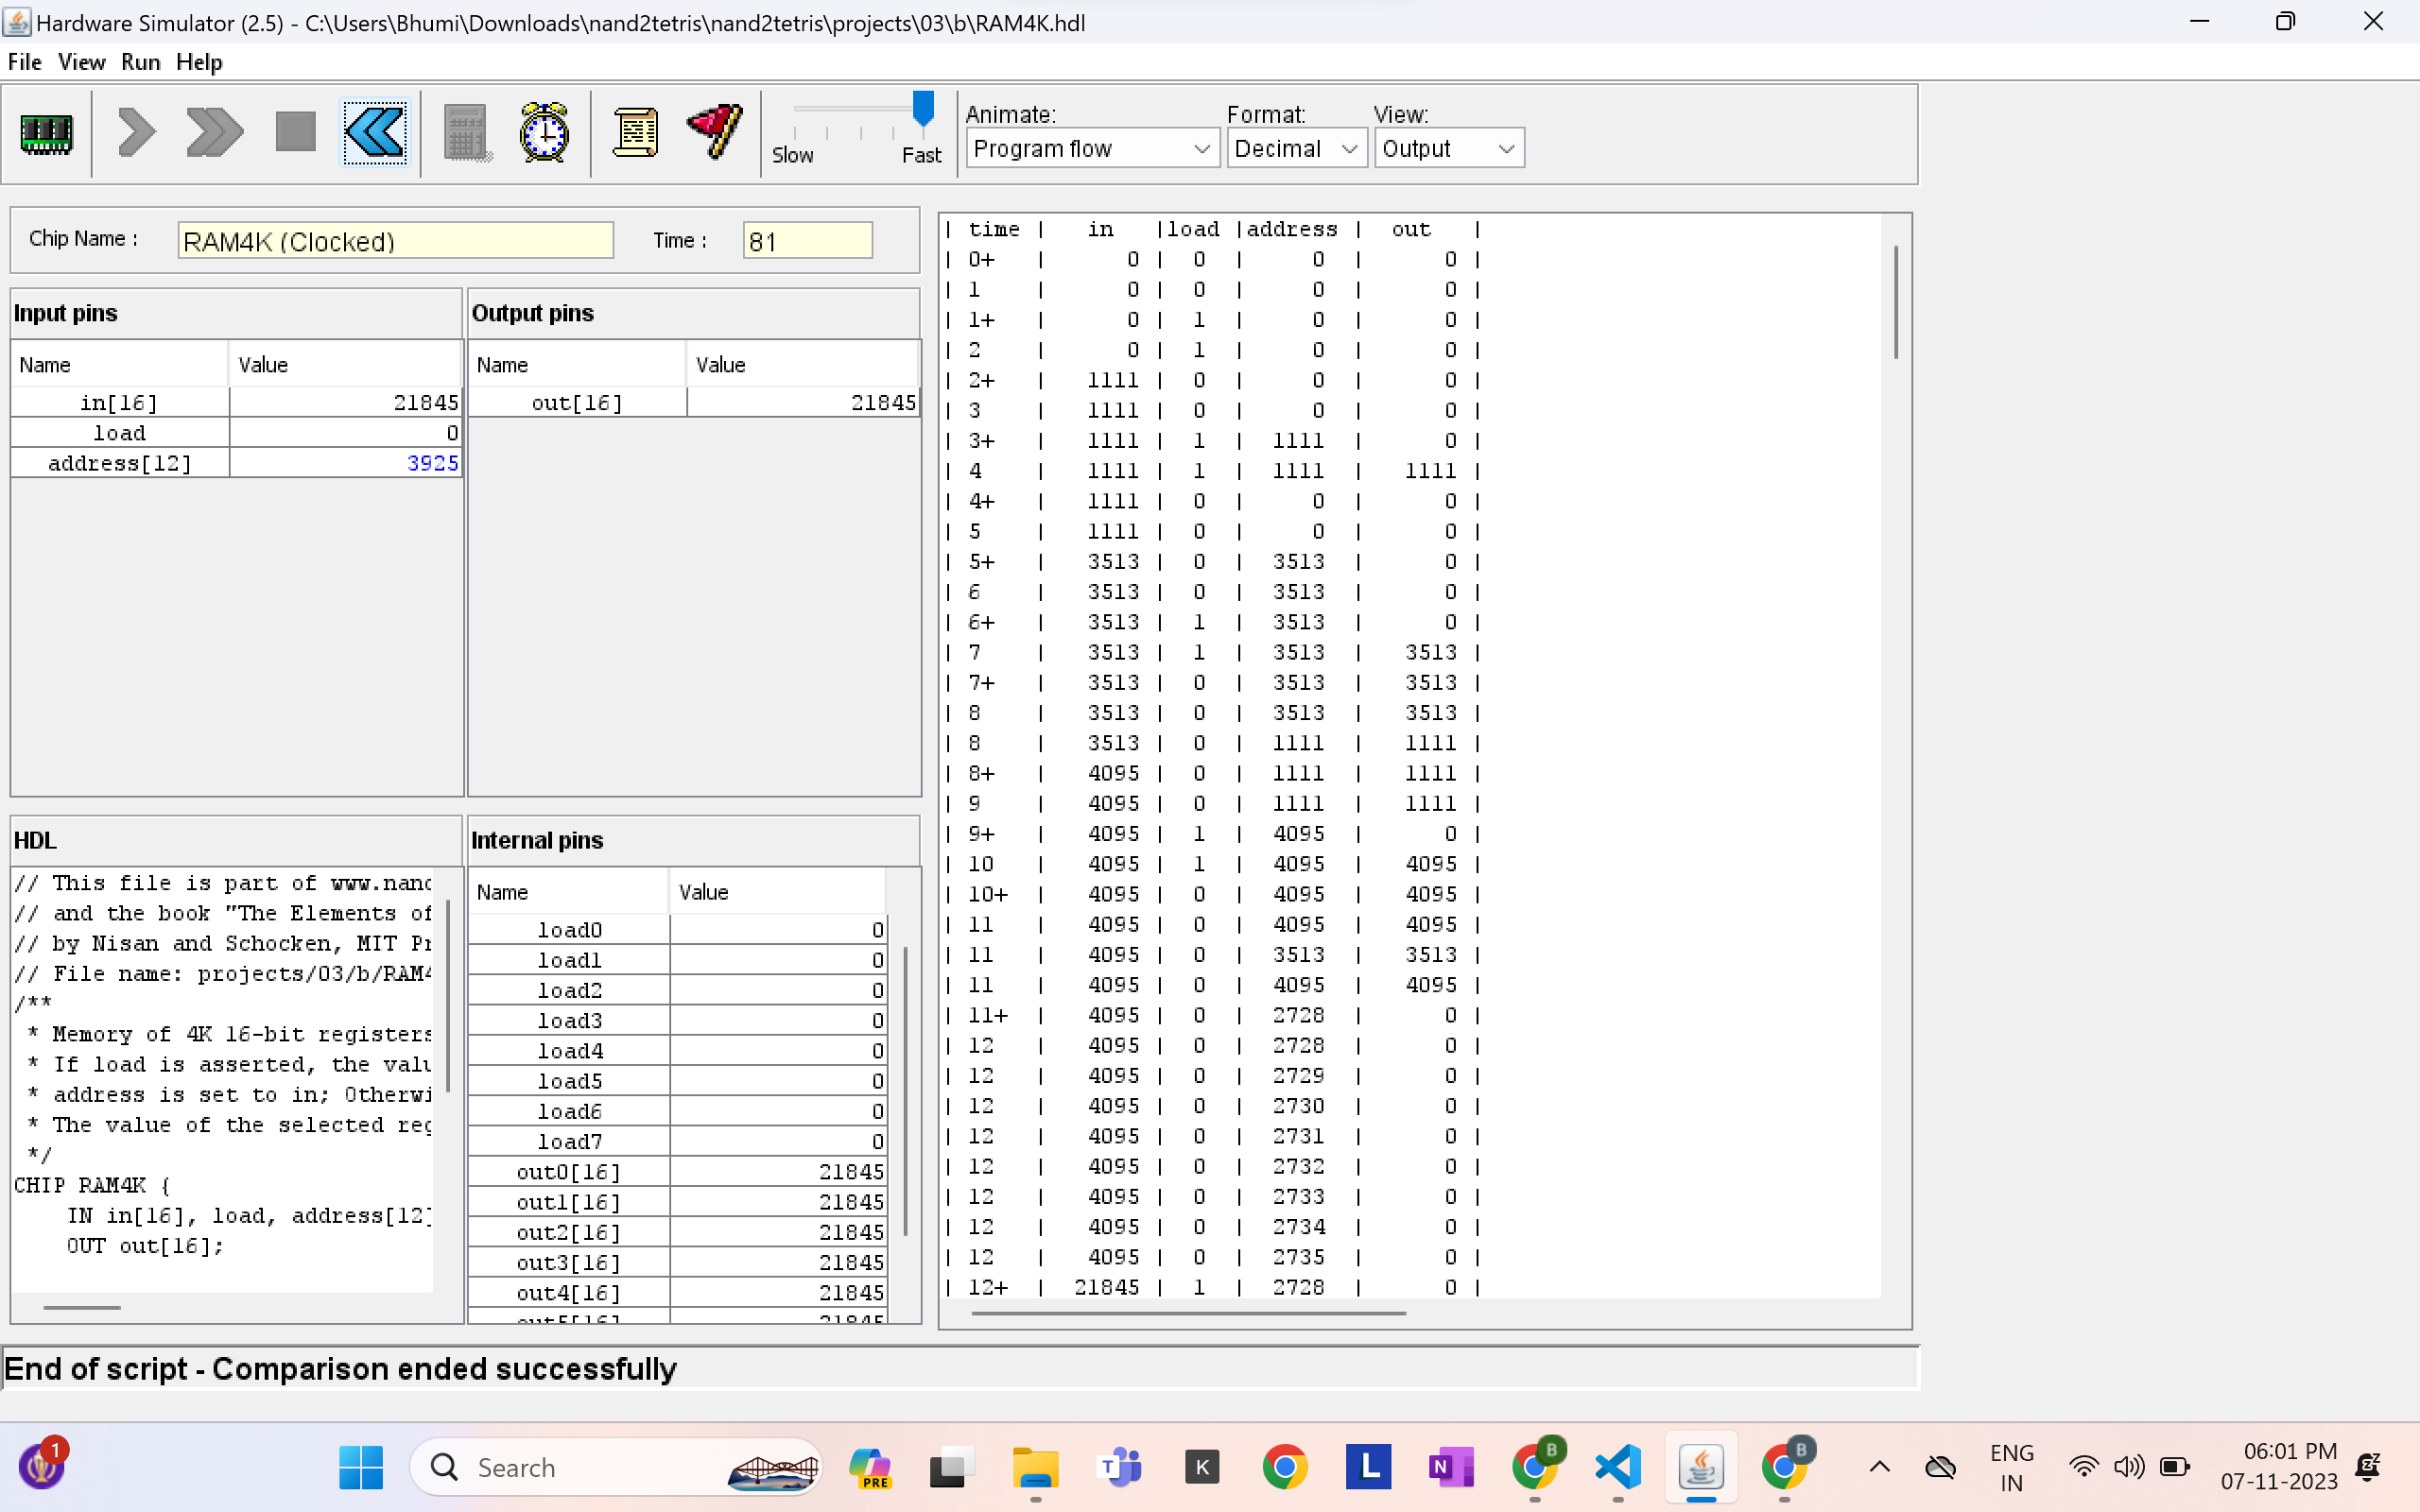 Hardware Simulator (2.5) - C:\Users\Bhumi\Downloads\nand2tetris\nand2tetris\projects\03\b\RAM4K.hdl
File View Run Help
Slow Fast
Animate: Format: View:
Program flow Decimal Output
Chip Name : RAM4K (Clocked) Time : 81
Input pins
Name Value
in[16] 21845
load 0
address[12] 3925
Output pins
Name Value
out[16] 21845
HDL
// This file is part of www.nand
// and the book "The Elements of
// by Nisan and Schocken, MIT Pr
// File name: projects/03/b/RAM4
/**
* Memory of 4K 16-bit registers
* If load is asserted, the valu
* address is set to in; Otherwi
* The value of the selected reg
*/
CHIP RAM4K {
IN in[16], load, address[12]
OUT out[16];
Internal pins
Name Value
load0 0
load1 0
load2 0
load3 0
load4 0
load5 0
load6 0
load7 0
out0[16] 21845
out1[16] 21845
out2[16] 21845
out3[16] 21845
out4[16] 21845
out5[16] 21845
| time | in |load |address | out |
| 0+ | 0 | 0 | 0 | 0 |
| 1 | 0 | 0 | 0 | 0 |
| 1+ | 0 | 1 | 0 | 0 |
| 2 | 0 | 1 | 0 | 0 |
| 2+ | 1111 | 0 | 0 | 0 |
| 3 | 1111 | 0 | 0 | 0 |
| 3+ | 1111 | 1 | 1111 | 0 |
| 4 | 1111 | 1 | 1111 | 1111 |
| 4+ | 1111 | 0 | 0 | 0 |
| 5 | 1111 | 0 | 0 | 0 |
| 5+ | 3513 | 0 | 3513 | 0 |
| 6 | 3513 | 0 | 3513 | 0 |
| 6+ | 3513 | 1 | 3513 | 0 |
| 7 | 3513 | 1 | 3513 | 3513 |
| 7+ | 3513 | 0 | 3513 | 3513 |
| 8 | 3513 | 0 | 3513 | 3513 |
| 8 | 3513 | 0 | 1111 | 1111 |
| 8+ | 4095 | 0 | 1111 | 1111 |
| 9 | 4095 | 0 | 1111 | 1111 |
| 9+ | 4095 | 1 | 4095 | 0 |
| 10 | 4095 | 1 | 4095 | 4095 |
| 10+ | 4095 | 0 | 4095 | 4095 |
| 11 | 4095 | 0 | 4095 | 4095 |
| 11 | 4095 | 0 | 3513 | 3513 |
| 11 | 4095 | 0 | 4095 | 4095 |
| 11+ | 4095 | 0 | 2728 | 0 |
| 12 | 4095 | 0 | 2728 | 0 |
| 12 | 4095 | 0 | 2729 | 0 |
| 12 | 4095 | 0 | 2730 | 0 |
| 12 | 4095 | 0 | 2731 | 0 |
| 12 | 4095 | 0 | 2732 | 0 |
| 12 | 4095 | 0 | 2733 | 0 |
| 12 | 4095 | 0 | 2734 | 0 |
| 12 | 4095 | 0 | 2735 | 0 |
| 12+ | 21845 | 1 | 2728 | 0 |
End of script - Comparison ended successfully
1
Search
PRE
T
K
L
N
B
B
ENG
IN
06:01 PM
07-11-2023